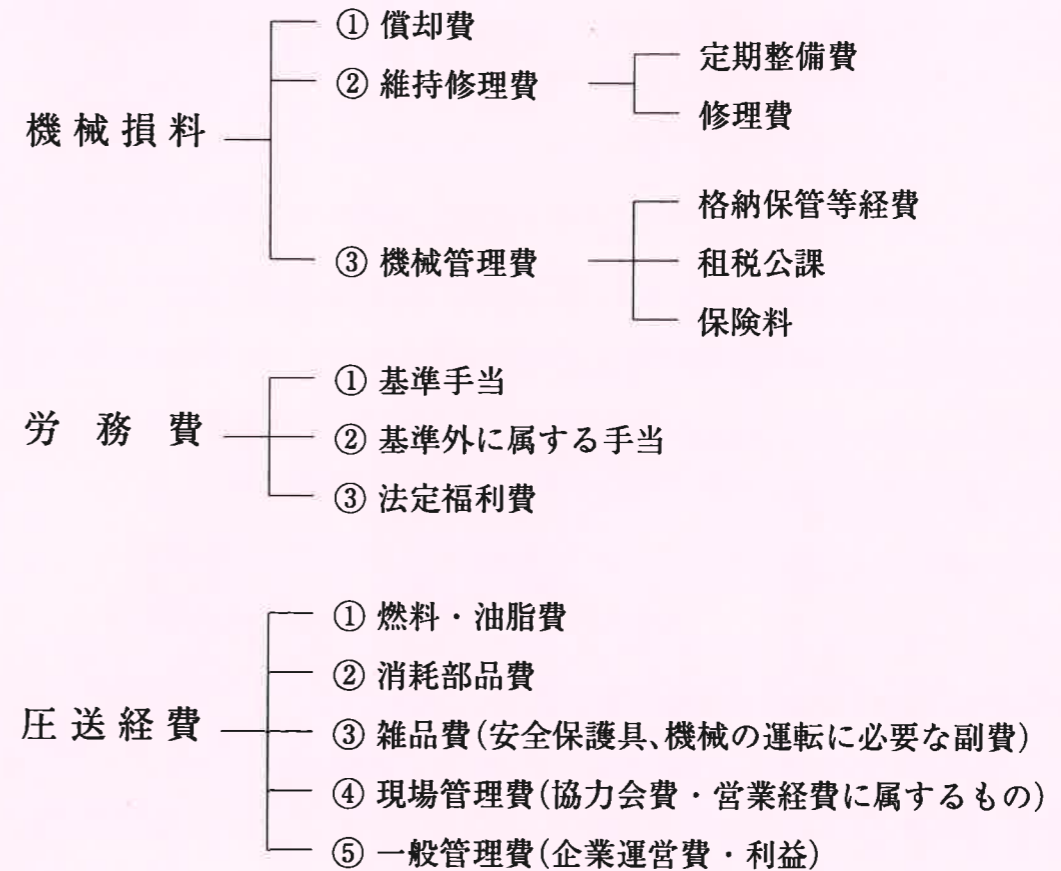 ① 償却費
定期整備費
② 維持修理費
修理費
機械損料
格納保管等経費
③ 機械管理費
租税公課
保険料
① 基準手当
労務費
② 基準外に属する手当
③ 法定福利費
① 燃料・油脂費
② 消耗部品費
圧送経費
③ 雑品費(安全保護具、機械の運転に必要な副費)
④ 現場管理費(協力会費・営業経費に属するもの)
⑤ 一般管理費(企業運営費・利益)